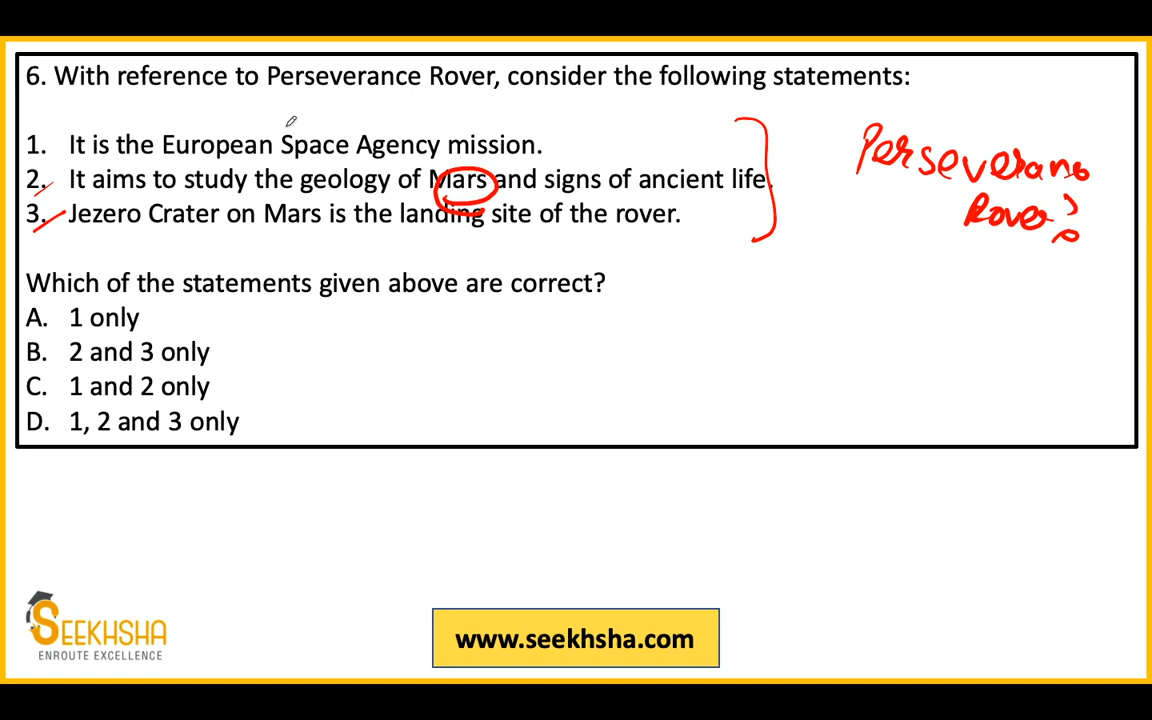 6. With reference to Perseverance Rover, consider the following statements:
1. It is the European Space Agency mission.
2. It aims to study the geology of Mars and signs of ancient life.
3. Jezero Crater on Mars is the landing site of the rover.
Perseverans
Rover
Which of the statements given above are correct?
A. 1 only
B. 2 and 3 only
C. 1 and 2 only
D. 1, 2 and 3 only
SEEKHSHA
ENROUTE EXCELLENCE
www.seekhsha.com